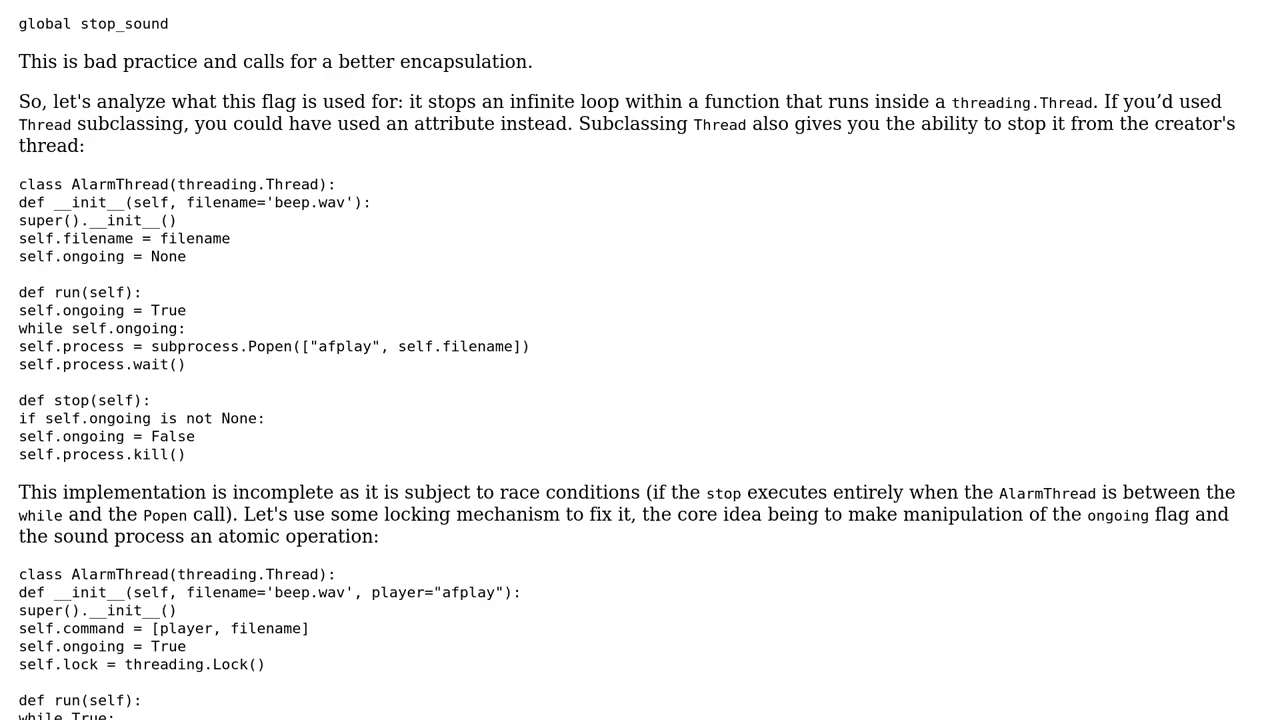 global stop_sound
This is bad practice and calls for a better encapsulation.
So, let's analyze what this flag is used for: it stops an infinite loop within a function that runs inside a threading.Thread. If you’d used
Thread subclassing, you could have used an attribute instead. Subclassing Thread also gives you the ability to stop it from the creator's
thread:
class AlarmThread(threading.Thread):
def __init__(self, filename='beep.wav'):
super().__init__()
self.filename = filename
self.ongoing = None
def run(self):
self.ongoing = True
while self.ongoing:
self.process = subprocess.Popen(["afplay", self.filename])
self.process.wait()
def stop(self):
if self.ongoing is not None:
self.ongoing = False
self.process.kill()
This implementation is incomplete as it is subject to race conditions (if the stop executes entirely when the AlarmThread is between the
while and the Popen call). Let's use some locking mechanism to fix it, the core idea being to make manipulation of the ongoing flag and
the sound process an atomic operation:
class AlarmThread(threading.Thread):
def __init__(self, filename='beep.wav', player="afplay"):
super().__init__()
self.command = [player, filename]
self.ongoing = True
self.lock = threading.Lock()
def run(self):
while True: